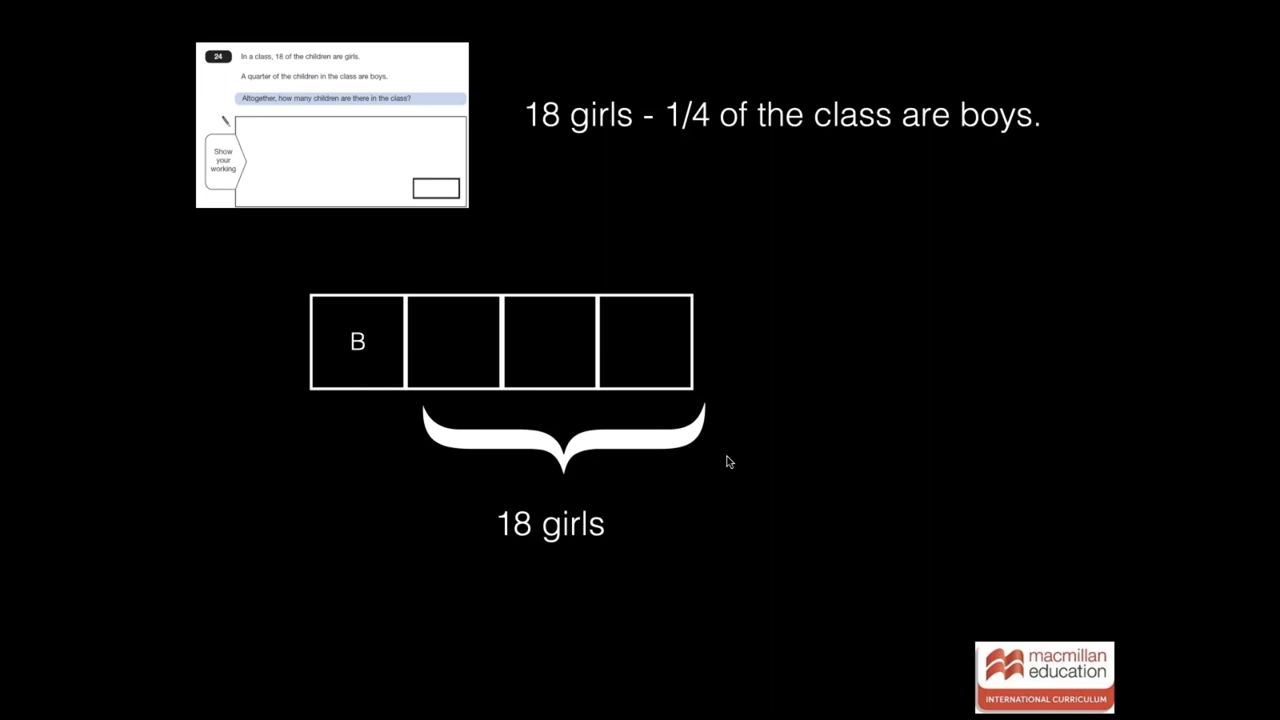 24
In a class, 18 of the children are girls.
A quarter of the children in the class are boys.
Altogether, how many children are there in the class?
Show
your
working
18 girls - 1/4 of the class are boys.
B
18 girls
macmillan
education
INTERNATIONAL CURRICULUM